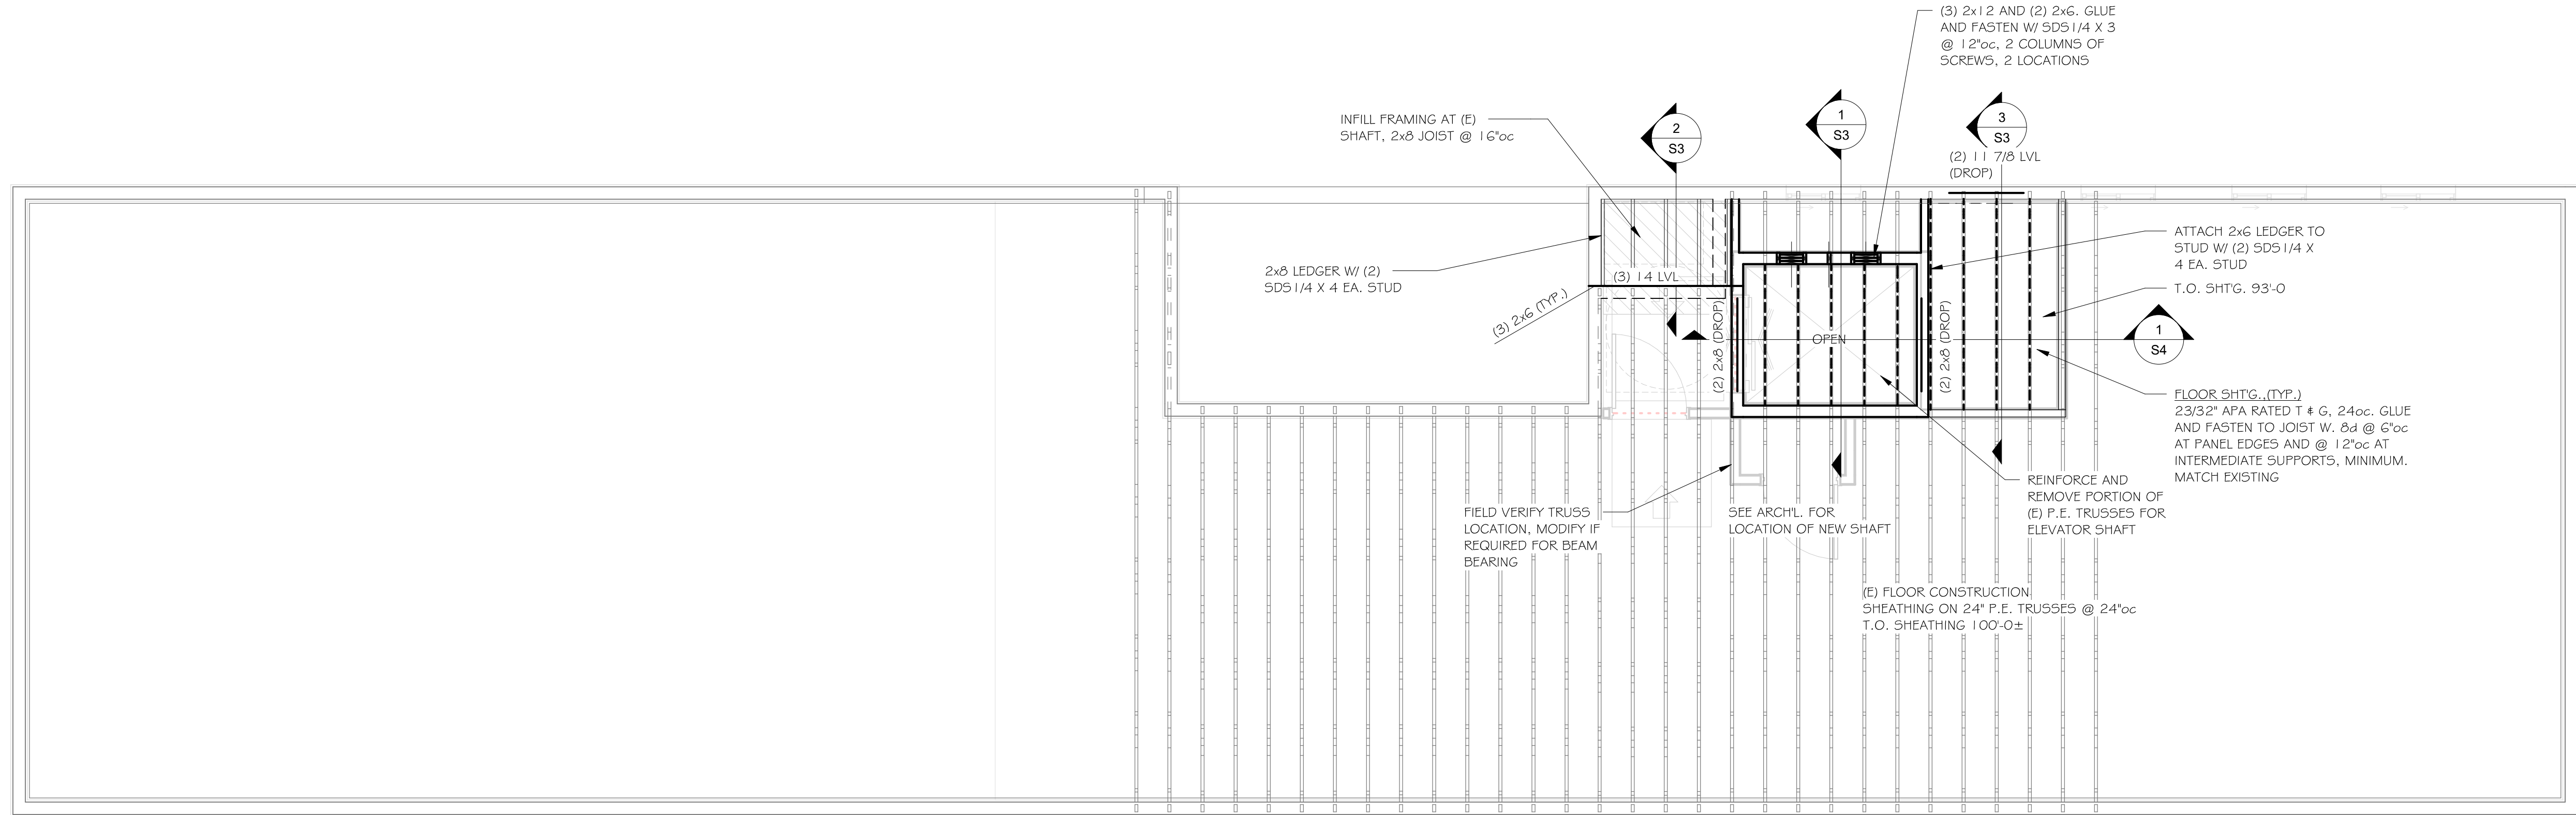 (3) 2x12 AND (2) 2x6. GLUE
AND FASTEN W/ SDS1/4 X 3
@ 12"oc, 2 COLUMNS OF
SCREWS, 2 LOCATIONS
INFILL FRAMING AT (E)
SHAFT, 2x8 JOIST @ 16"oc
2
S3
1
S3
3
S3
(2) 11 7/8 LVL
(DROP)
2x8 LEDGER W/ (2)
SDS1/4 X 4 EA. STUD
(3) 14 LVL
(3) 2x6 (TYP.)
(2) 2x8 (DROP)
OPEN
(2) 2x8 (DROP)
ATTACH 2x6 LEDGER TO
STUD W/ (2) SDS1/4 X
4 EA. STUD
T.O. SHT'G. 93'-0
1
S4
FLOOR SHT'G.,(TYP.)
23/32" APA RATED T & G, 24oc. GLUE
AND FASTEN TO JOIST W. 8d @ 6"oc
AT PANEL EDGES AND @ 12"oc AT
INTERMEDIATE SUPPORTS, MINIMUM.
MATCH EXISTING
REINFORCE AND
REMOVE PORTION OF
(E) P.E. TRUSSES FOR
ELEVATOR SHAFT
FIELD VERIFY TRUSS
LOCATION, MODIFY IF
REQUIRED FOR BEAM
BEARING
SEE ARCH'L. FOR
LOCATION OF NEW SHAFT
(E) FLOOR CONSTRUCTION
SHEATHING ON 24" P.E. TRUSSES @ 24"oc
T.O. SHEATHING 100'-0±